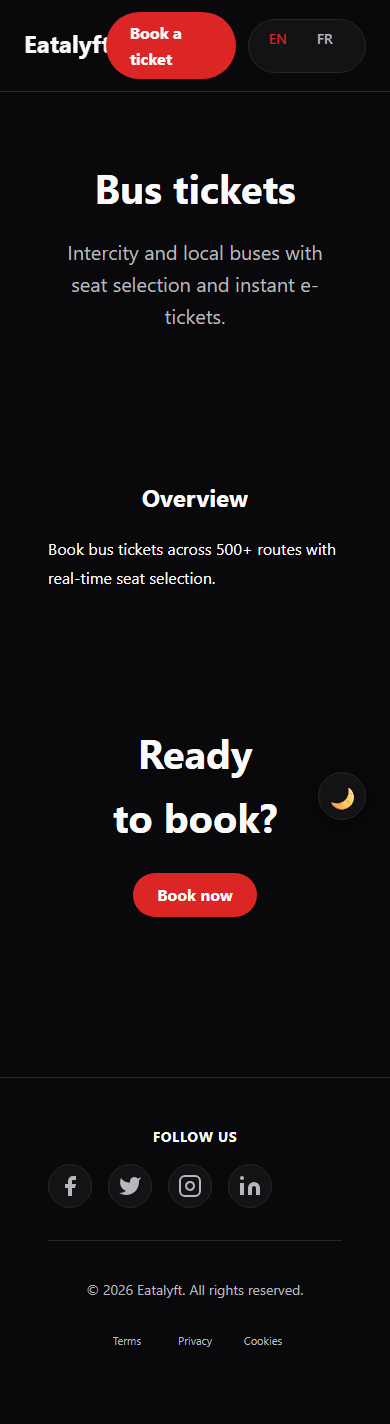 Eatalyft
Book a
ticket
EN
FR
Bus tickets
Intercity and local buses with
seat selection and instant e-
tickets.
Overview
Book bus tickets across 500+ routes with
real-time seat selection.
Ready
to book?
Book now
FOLLOW US
© 2026 Eatalyft. All rights reserved.
Terms
Privacy
Cookies